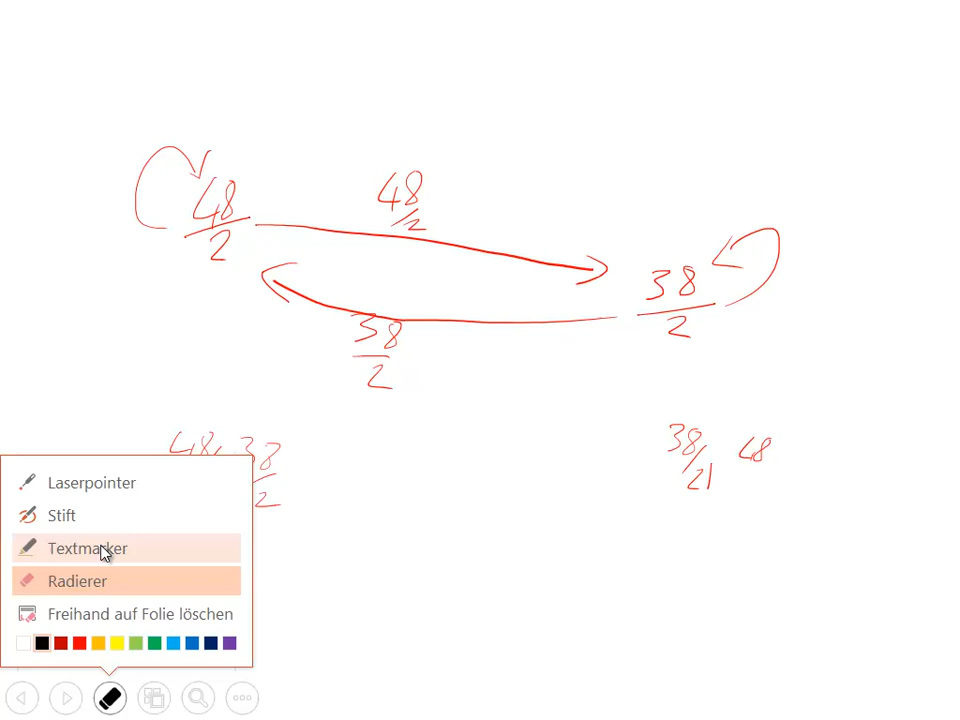 48
/2
48
2
38
2
38
2
48, 38
2
38
/21 48
Laserpointer
Stift
Textmarker
Radierer
Freihand auf Folie löschen